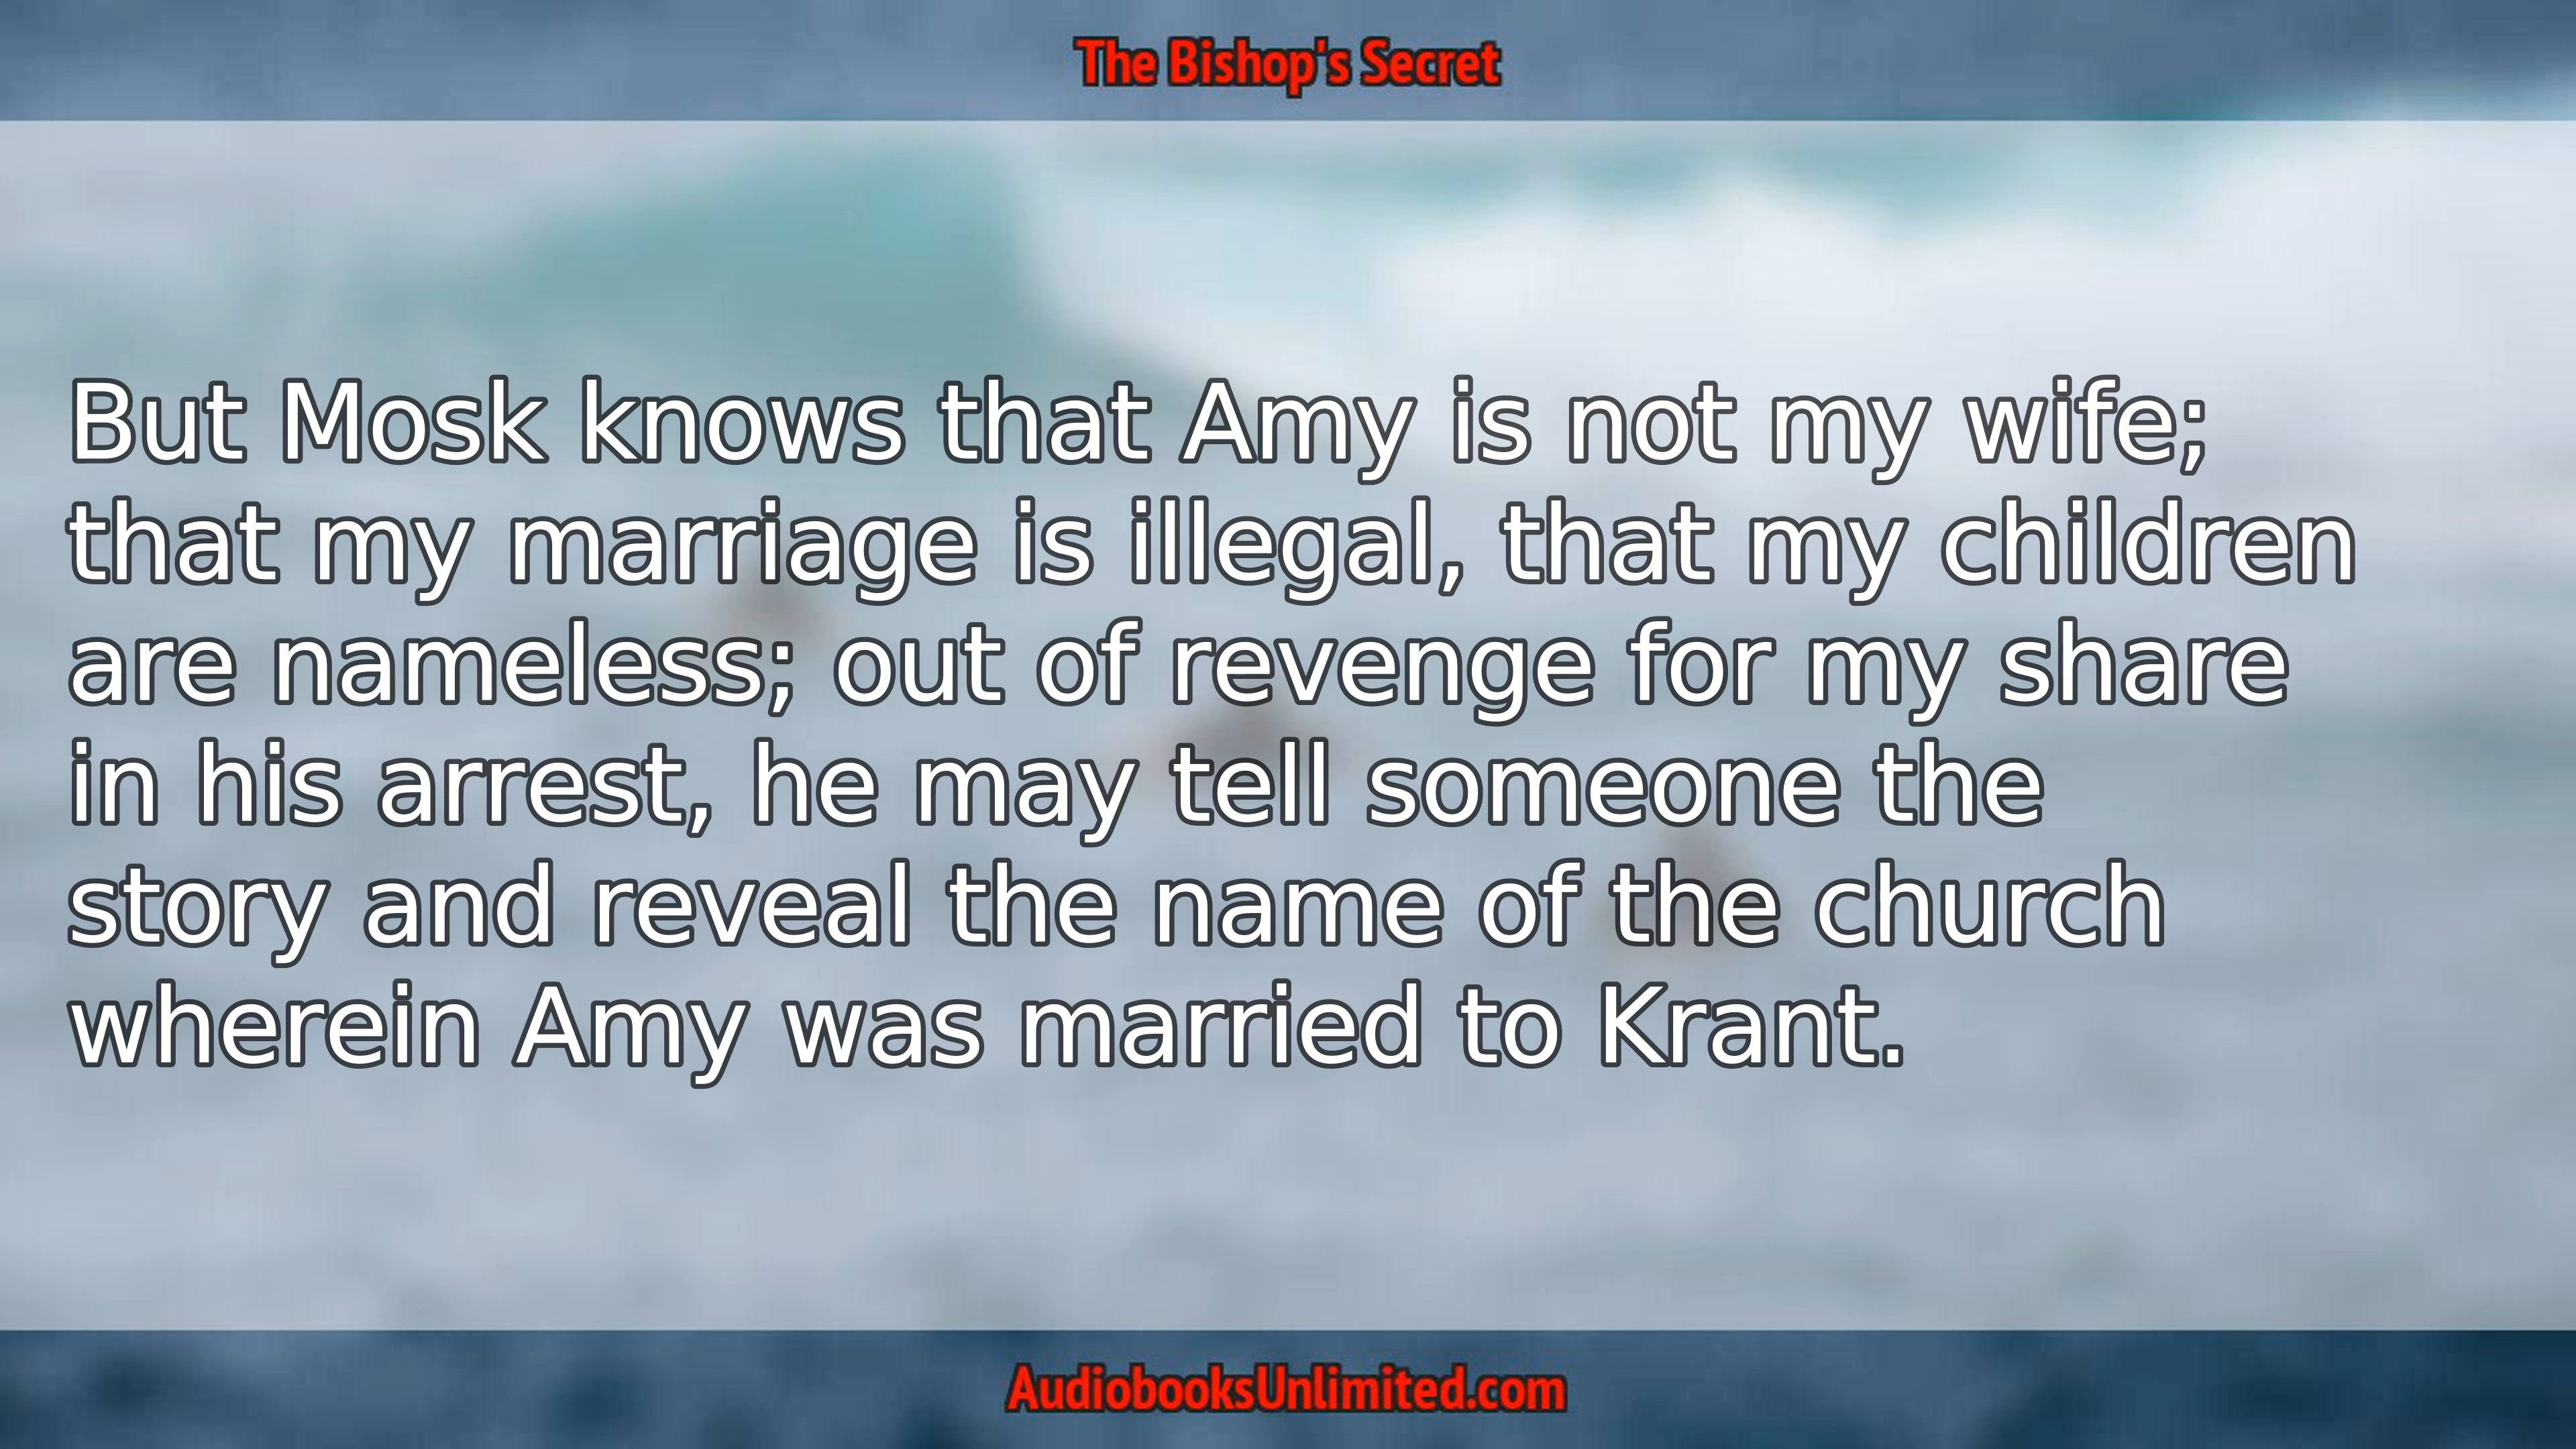 The Bishop's Secret
But Mosk knows that Amy is not my wife;
that my marriage is illegal, that my children
are nameless; out of revenge for my share
in his arrest, he may tell someone the
story and reveal the name of the church
wherein Amy was married to Krant.
AudiobooksUnlimited.com